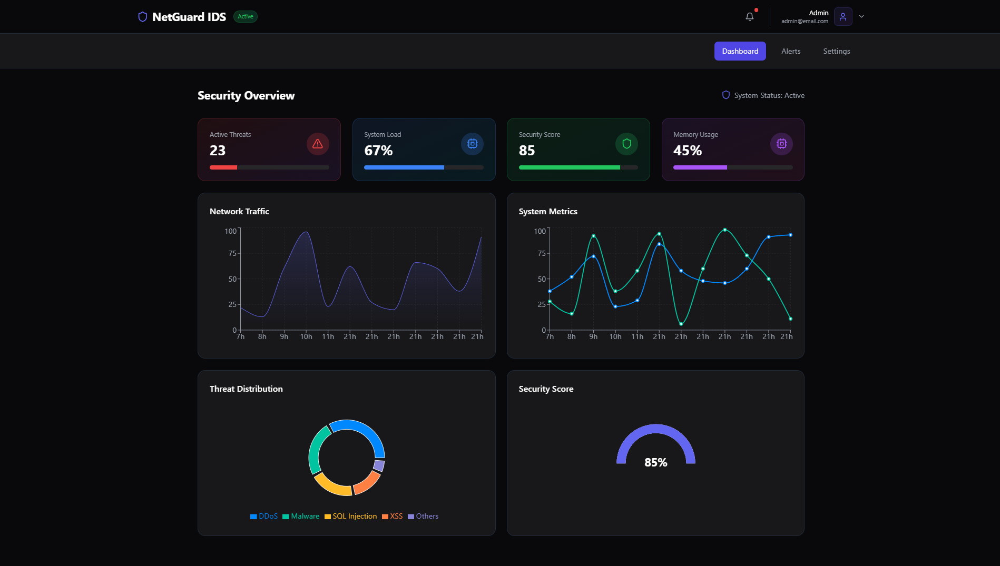 NetGuard IDS
Active
Admin
admin@email.com
Dashboard
Alerts
Settings
Security Overview
System Status: Active
Active Threats
23
System Load
67%
Security Score
85
Memory Usage
45%
Network Traffic
100
75
50
25
0
7h 8h 9h 10h 11h 21h 21h 21h 21h 21h 21h 21h
System Metrics
100
75
50
25
0
7h 8h 9h 10h 11h 21h 21h 21h 21h 21h 21h 21h
Threat Distribution
DDoS Malware SQL Injection XSS Others
Security Score
85%